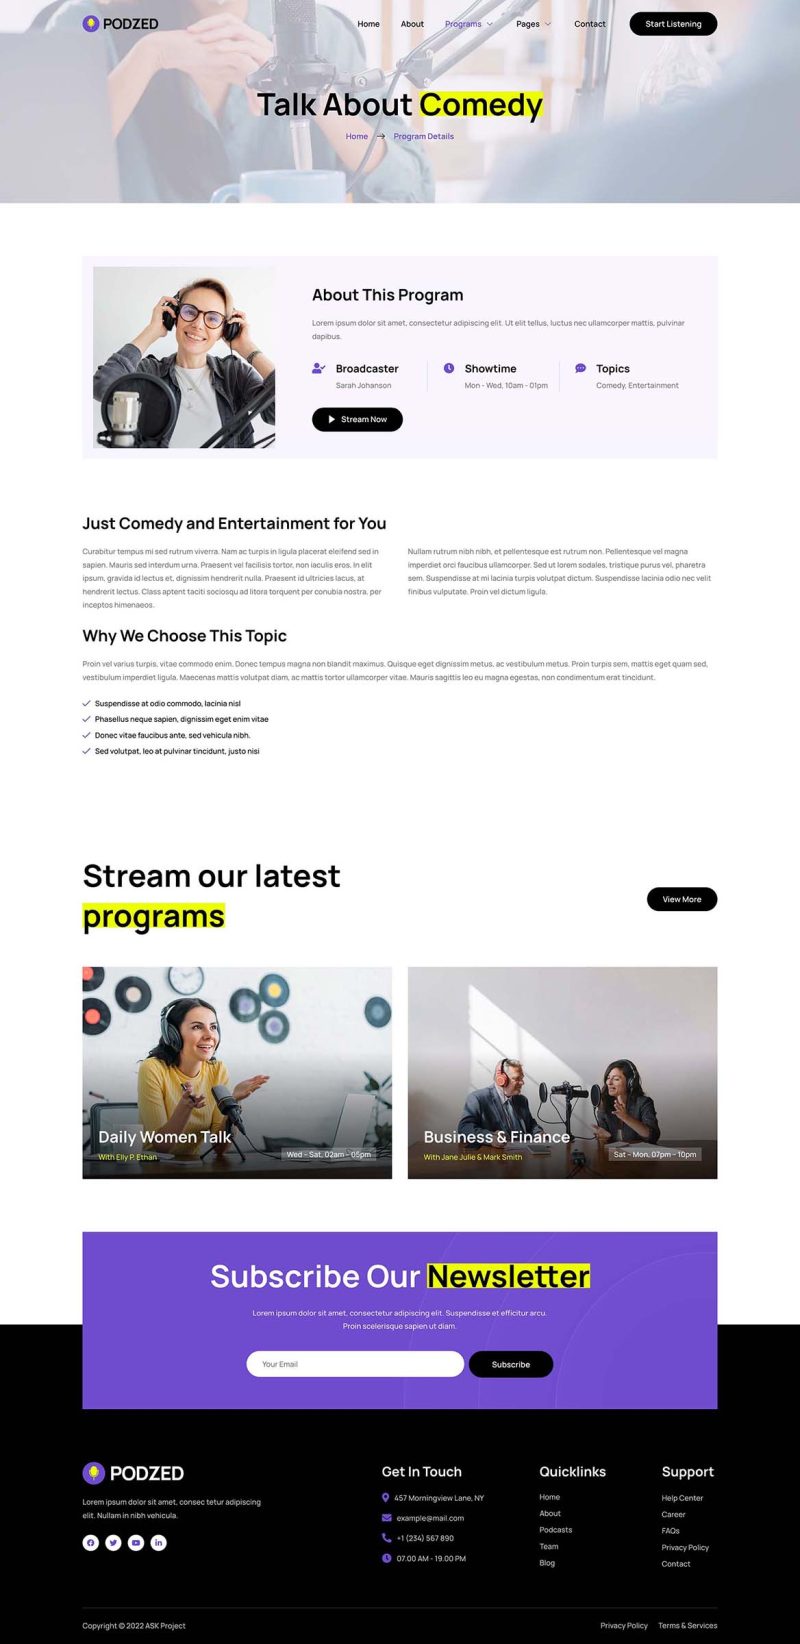 PODZED
Home About Programs Pages Contact Start Listening
Talk About Comedy
Home → Program Details
About This Program
Lorem ipsum dolor sit amet, consectetur adipiscing elit. Ut elit tellus, luctus nec ullamcorper mattis, pulvinar
dapibus.
Broadcaster
Sarah Johanson
Showtime
Mon - Wed, 10am - 01pm
Topics
Comedy, Entertainment
Stream Now
Just Comedy and Entertainment for You
Curabitur tempus mi sed rutrum viverra. Nam ac turpis in ligula placerat eleifend sed in
sapien. Mauris sed interdum urna. Praesent vel facilisis tortor, non iaculis eros. In elit
ipsum, gravida id lectus et, dignissim hendrerit nulla. Praesent id ultricies lacus, at
hendrerit lectus. Class aptent taciti sociosqu ad litora torquent per conubia nostra, per
inceptos himenaeos.
Nullam rutrum nibh nibh, et pellentesque est rutrum non. Pellentesque vel magna
imperdiet orci faucibus ullamcorper. Sed ut lorem sodales, tristique purus vel, pharetra
sem. Suspendisse at mi lacinia turpis volutpat dictum. Suspendisse lacinia odio nec velit
finibus vulputate. Proin vel dictum ligula.
Why We Choose This Topic
Proin vel varius turpis, vitae commodo enim. Donec tempus magna non blandit maximus. Quisque eget dignissim metus, ac vestibulum metus. Proin turpis sem, mattis eget quam sed,
vestibulum imperdiet ligula. Maecenas mattis volutpat diam, ac mattis tortor ullamcorper vitae. Mauris sagittis leo eu magna egestas, non condimentum erat tincidunt.
Suspendisse at odio commodo, lacinia nisl
Phasellus neque sapien, dignissim eget enim vitae
Donec vitae faucibus ante, sed vehicula nibh.
Sed volutpat, leo at pulvinar tincidunt, justo nisi
Stream our latest
programs
View More
Daily Women Talk
With Elly P. Ethan
Wed – Sat, 02am – 05pm
Business & Finance
With Jane Julie & Mark Smith
Sat – Mon, 07pm – 10pm
Subscribe Our Newsletter
Lorem ipsum dolor sit amet, consectetur adipiscing elit. Suspendisse et efficitur arcu.
Proin scelerisque sapien ut diam.
Your Email
Subscribe
PODZED
Lorem ipsum dolor sit amet, consec tetur adipiscing
elit. Nullam in nibh vehicula.
Get In Touch
457 Morningview Lane, NY
example@mail.com
+1 (234) 567 890
07.00 AM - 19.00 PM
Quicklinks
Home
About
Podcasts
Team
Blog
Support
Help Center
Career
FAQs
Privacy Policy
Contact
Copyright © 2022 ASK Project
Privacy Policy Terms & Services